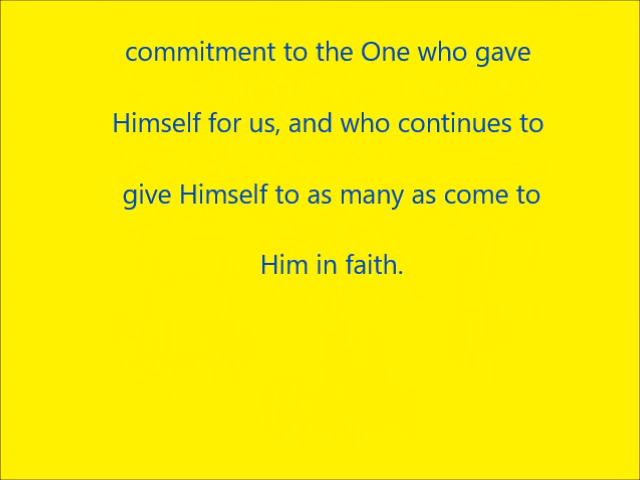 commitment to the One who gave
Himself for us, and who continues to
give Himself to as many as come to
Him in faith.